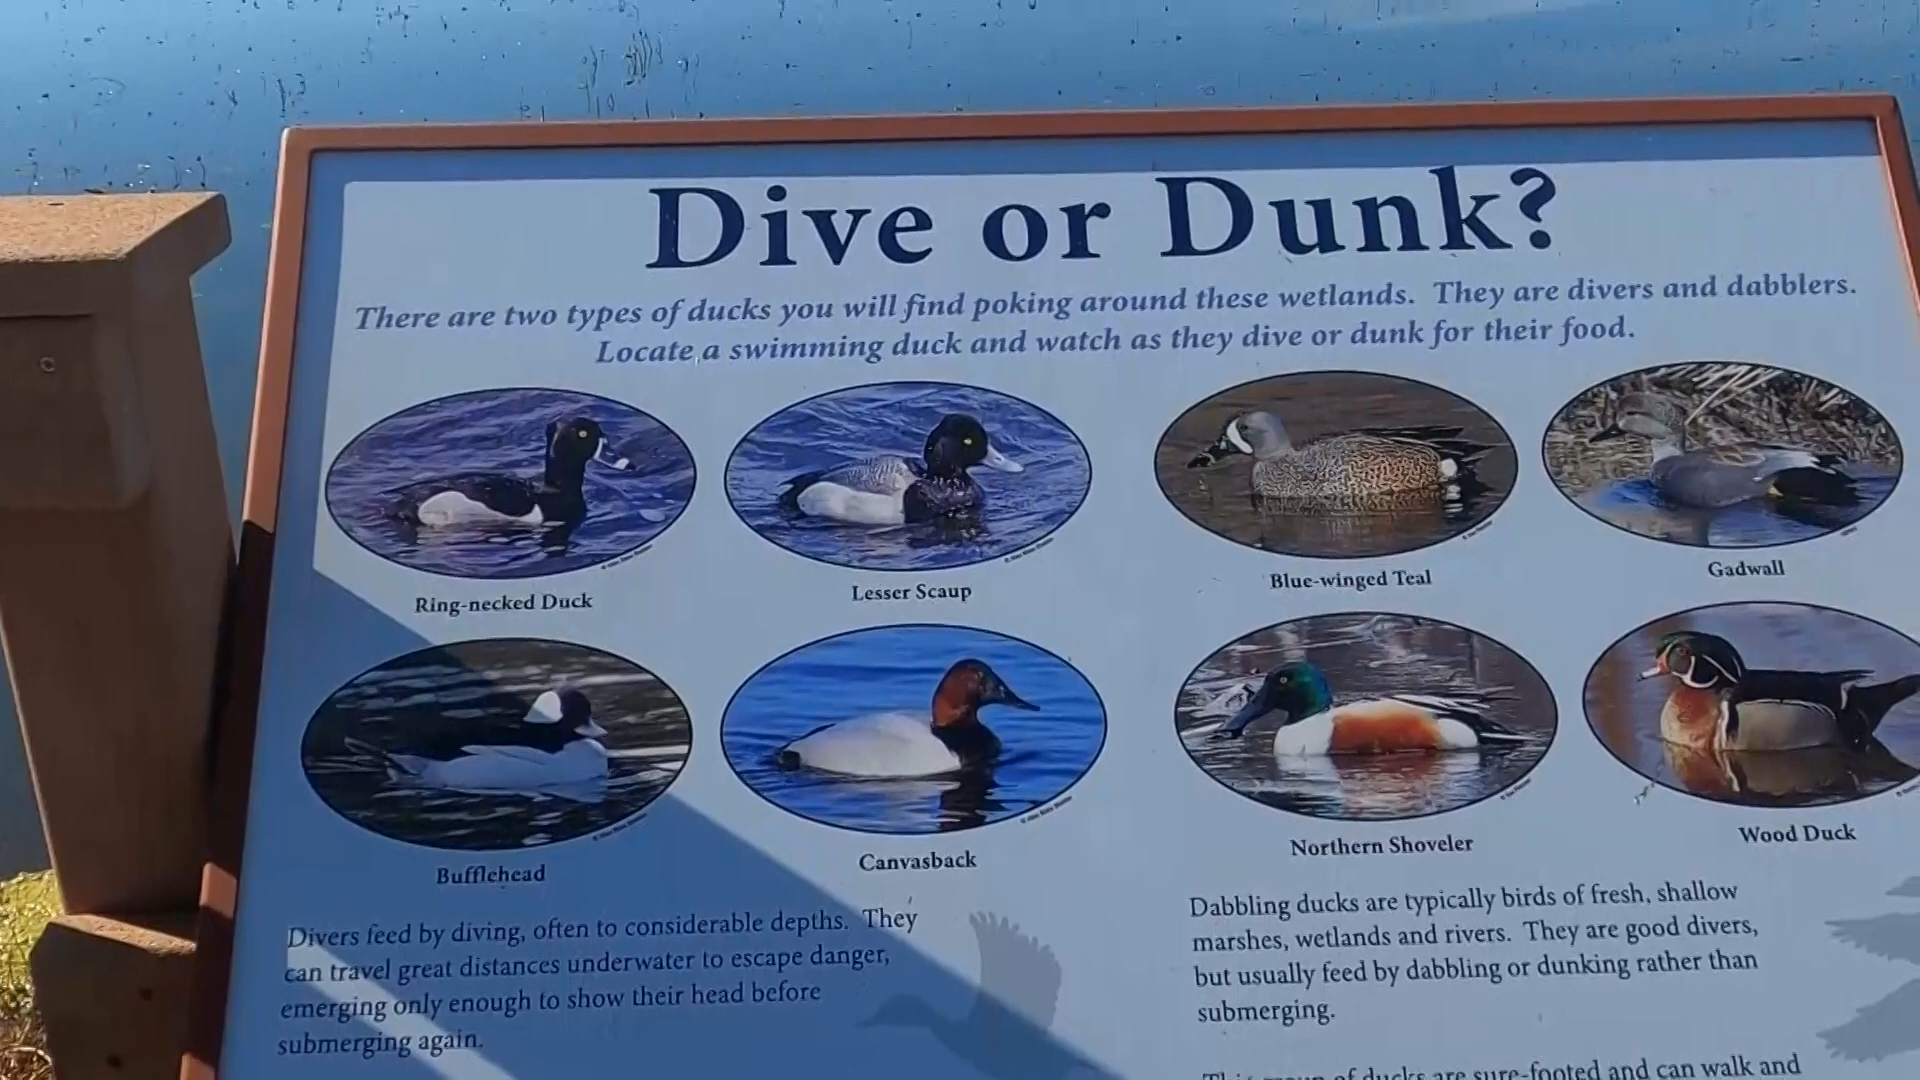 Dive or Dunk?
There are two types of ducks you will find poking around these wetlands. They are divers and dabblers.
Locate a swimming duck and watch as they dive or dunk for their food.
Ring-necked Duck
Lesser Scaup
Blue-winged Teal
Gadwall
Bufflehead
Canvasback
Northern Shoveler
Wood Duck
Divers feed by diving, often to considerable depths. They
can travel great distances underwater to escape danger,
emerging only enough to show their head before
submerging again.
Dabbling ducks are typically birds of fresh, shallow
marshes, wetlands and rivers. They are good divers,
but usually feed by dabbling or dunking rather than
submerging.
This group of ducks are sure-footed and can walk and